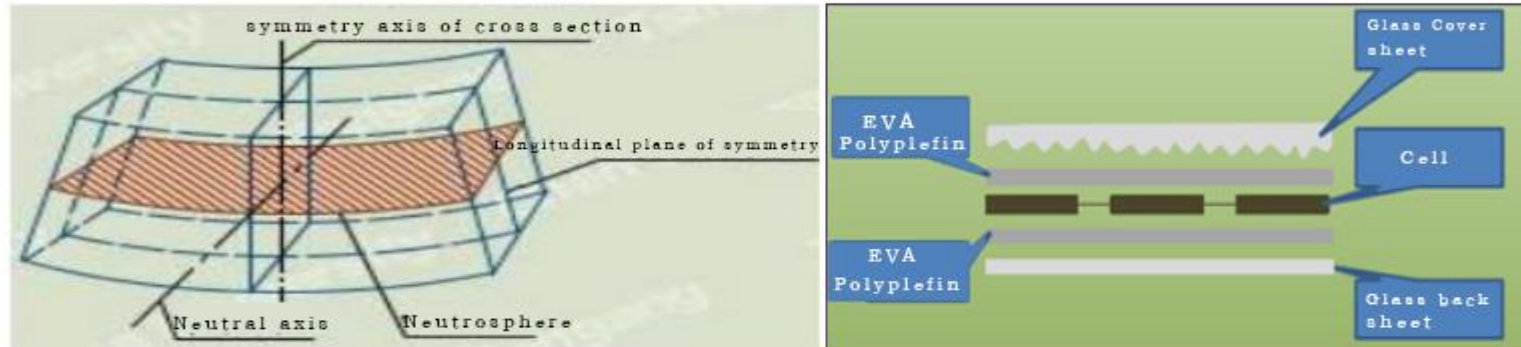 symmetry axis of cross section
Longitudinal plane of symmetry
Neutral axis
Neutrosphere
Glass Cover
sheet
EVA
Polyplefin
Cell
EVA
Polyplefin
Glass back
sheet